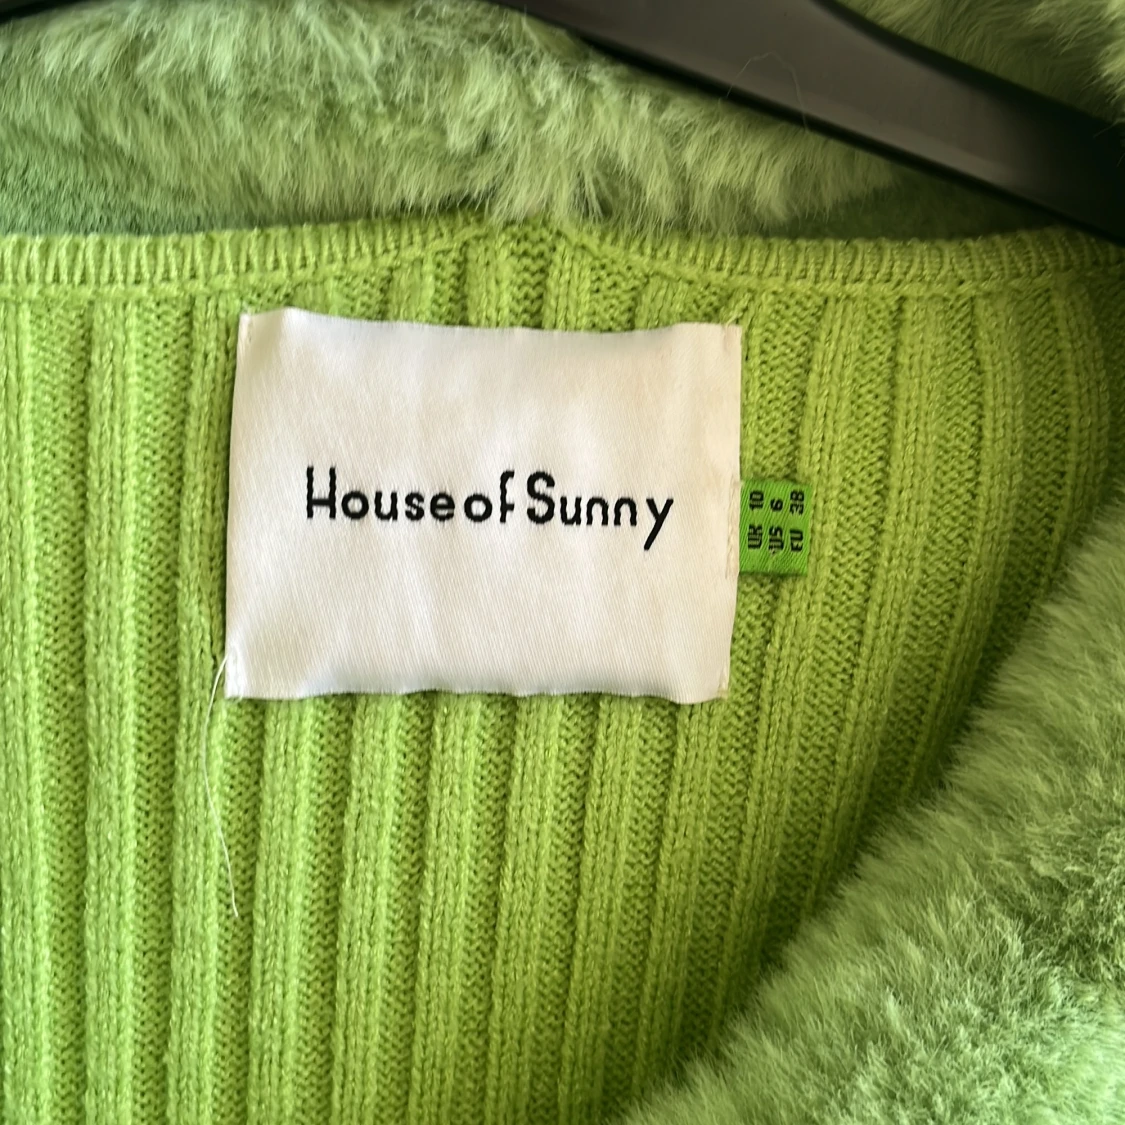 House of Sunny
UK 10
US 6
EU 38